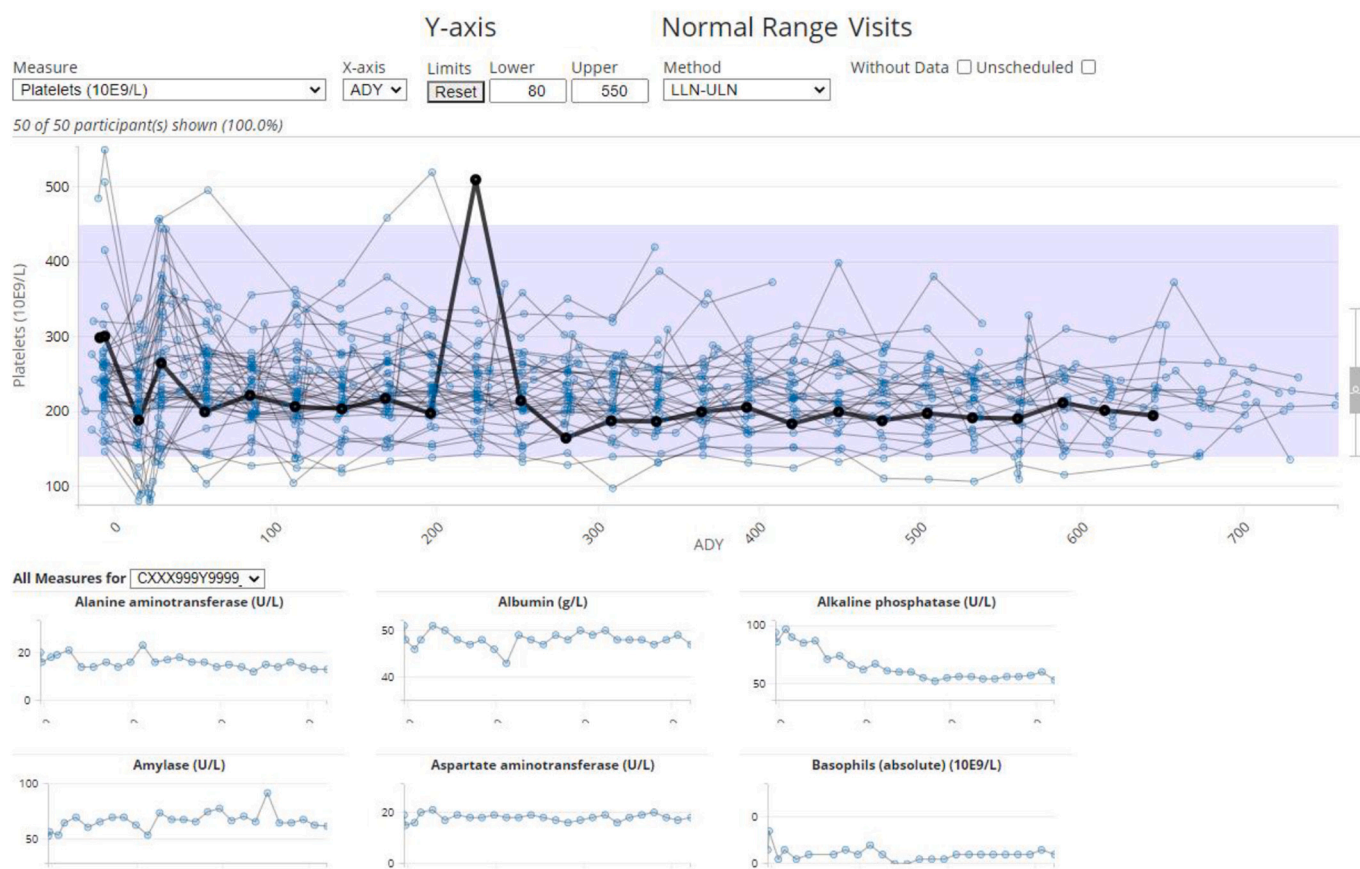 Y-axis Normal Range Visits
Measure X-axis Limits Lower Upper Method Without Data Unscheduled
Platelets (10E9/L) ADY Reset 80 550 LLN-ULN
50 of 50 participant(s) shown (100.0%)
Platelets (10E9/L)
500
400
300
200
100
0 100 200 300 400 500 600 700
ADY
All Measures for CXXX999Y9999_
Alanine aminotransferase (U/L) Albumin (g/L) Alkaline phosphatase (U/L)
20 50 100
0 40 50
Amylase (U/L) Aspartate aminotransferase (U/L) Basophils (absolute) (10E9/L)
100 20 0
50 0 0